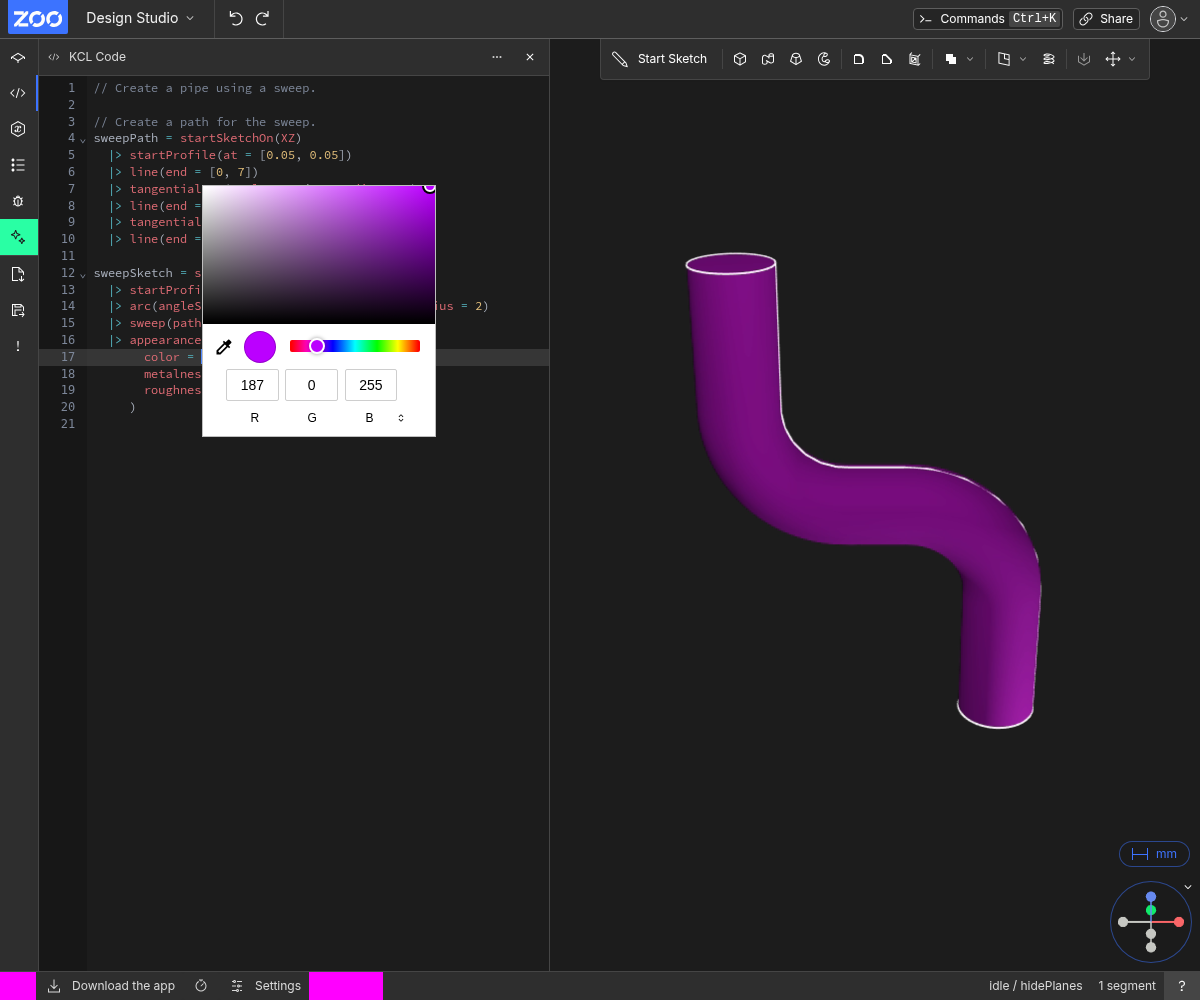 ZOO
Design Studio
Commands Ctrl+K
Share
KCL Code
Start Sketch
1 // Create a pipe using a sweep.
2
3 // Create a path for the sweep.
4 sweepPath = startSketchOn(XZ)
5 |> startProfile(at = [0.05, 0.05])
6 |> line(end = [0, 7])
7 |> tangential
8 |> line(end =
9 |> tangential
10 |> line(end =
11
12 sweepSketch = s
13 |> startProfi
14 |> arc(angleS ius = 2)
15 |> sweep(path
16 |> appearance
17 color =
18 metalnes
19 roughnes
20 )
21
187 0 255
R G B
mm
Download the app
Settings
idle / hidePlanes
1 segment
?